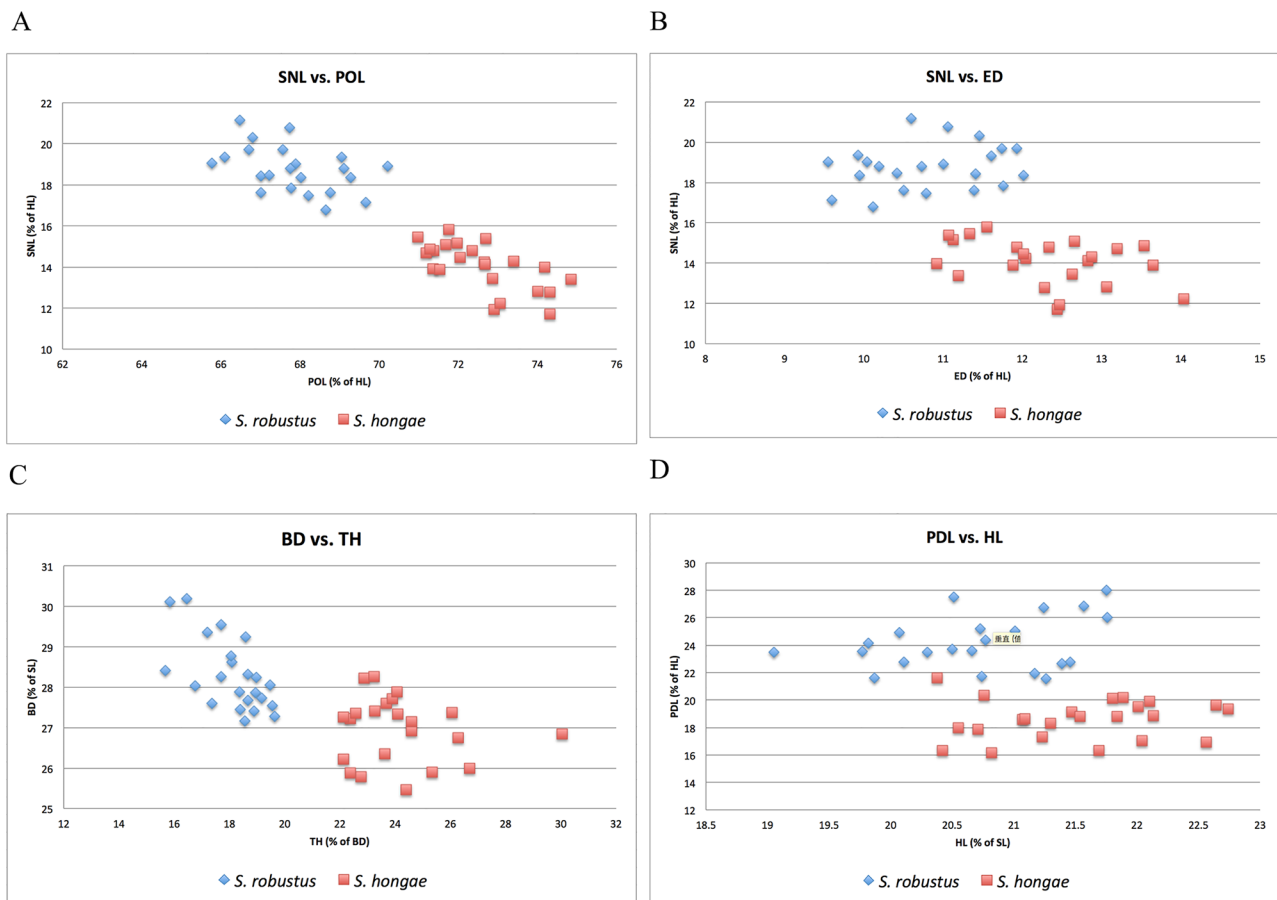 A
SNL vs. POL
SNL (% of HL)
22
20
18
16
14
12
10
62 64 66 68 70 72 74 76
POL (% of HL)
S. robustus S. hongae
B
SNL vs. ED
SNL (% of HL)
22
20
18
16
14
12
10
8 9 10 11 12 13 14 15
ED (% of HL)
S. robustus S. hongae
C
BD vs. TH
BD (% of SL)
31
30
29
28
27
26
25
12 14 16 18 20 22 24 26 28 30 32
TH (% of BD)
S. robustus S. hongae
D
PDL vs. HL
PDL (% of HL)
30
28
26
24
22
20
18
16
14
12
垂直 (值
18.5 19 19.5 20 20.5 21 21.5 22 22.5 23
HL (% of SL)
S. robustus S. hongae